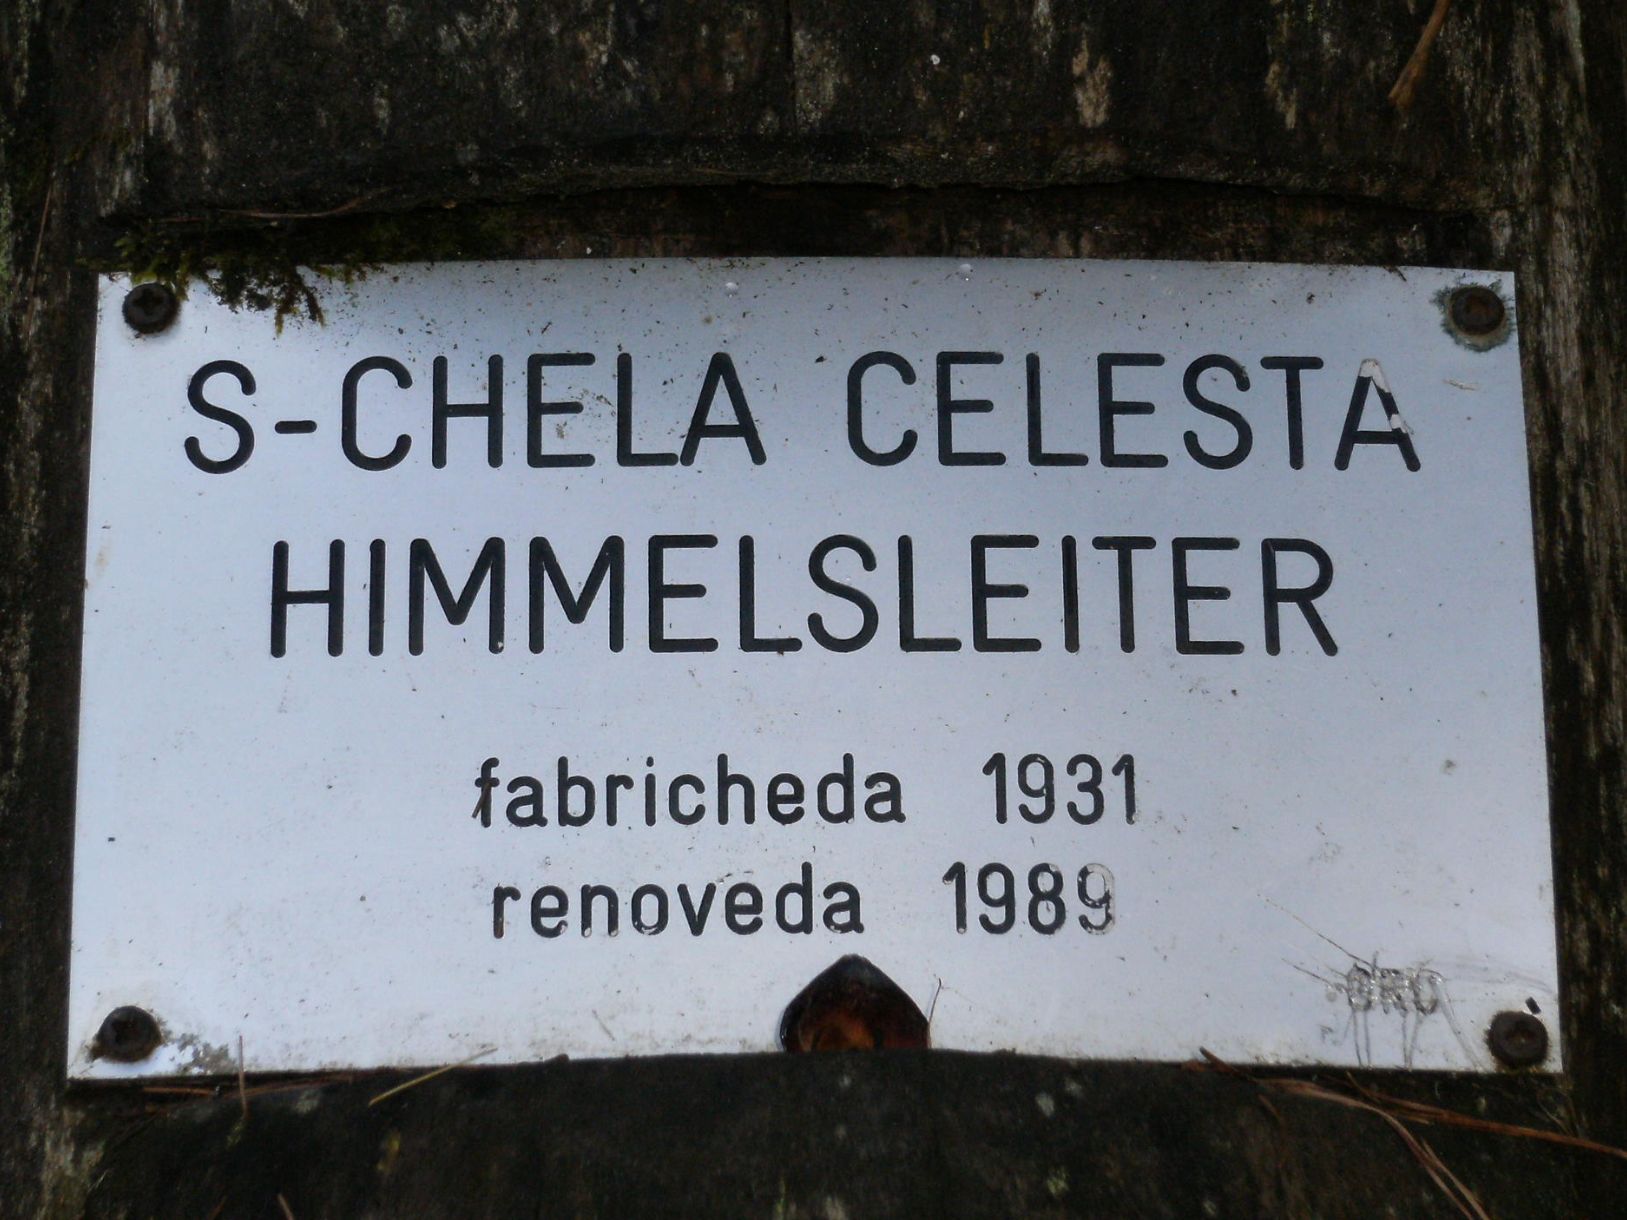 S-CHELA CELESTA
HIMMELSLEITER
fabricheda 1931
renoveda 1989